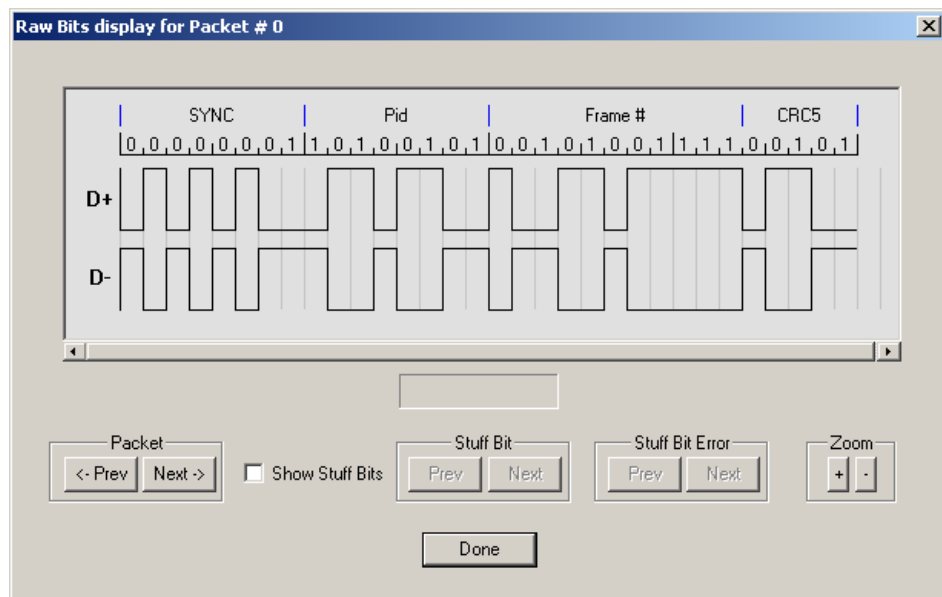 Raw Bits display for Packet # 0
SYNC Pid Frame # CRC5
0 0 0 0 0 0 0 1 1 0 1 0 0 1 0 1 0 0 1 0 1 0 0 1 1 1 1 0 0 1 0 1
D+
D-
Packet Stuff Bit Stuff Bit Error Zoom
<- Prev Next -> Show Stuff Bits Prev Next Prev Next + -
Done